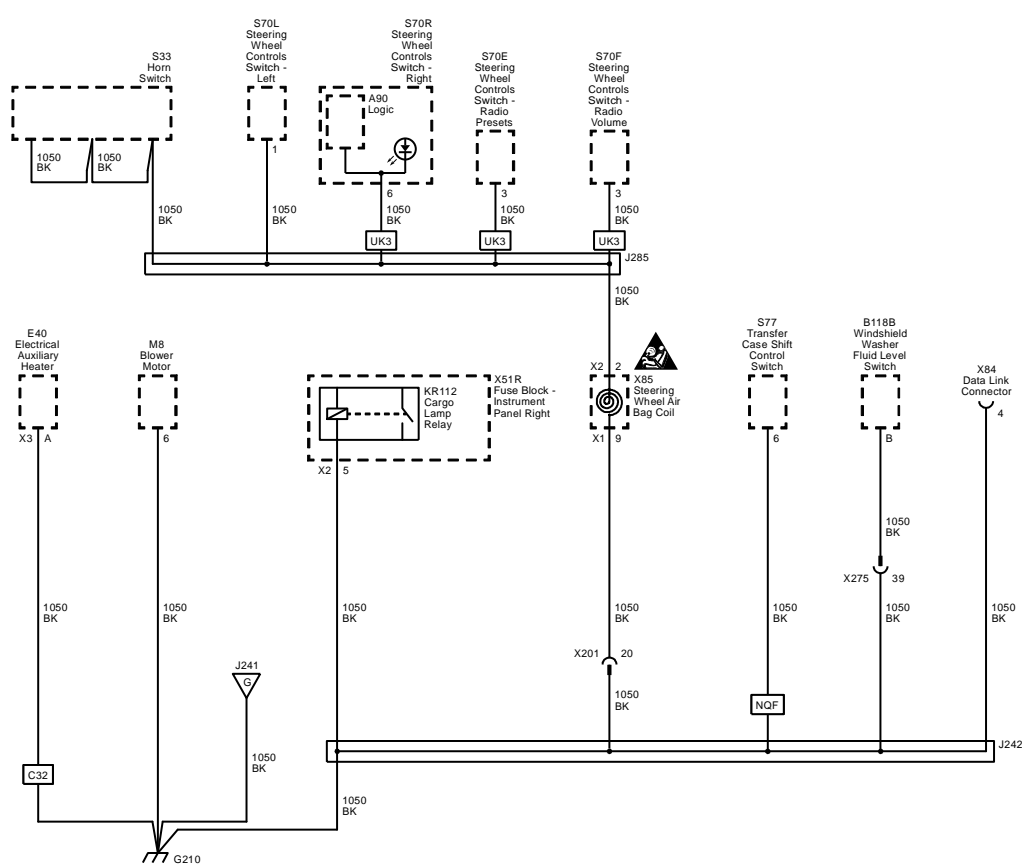 S33
Horn
Switch
S70L
Steering
Wheel
Controls
Switch -
Left
S70R
Steering
Wheel
Controls
Switch -
Right
A90
Logic
S70E
Steering
Wheel
Controls
Switch -
Radio
Presets
S70F
Steering
Wheel
Controls
Switch -
Radio
Volume
1050
BK
1050
BK
1
6
3
3
1050
BK
1050
BK
1050
BK
1050
BK
1050
BK
UK3
UK3
UK3
J285
1050
BK
E40
Electrical
Auxiliary
Heater
M8
Blower
Motor
KR112
Cargo
Lamp
Relay
X51R
Fuse Block -
Instrument
Panel Right
X2 2
X85
Steering
Wheel Air
Bag Coil
X1 9
S77
Transfer
Case Shift
Control
Switch
B118B
Windshield
Washer
Fluid Level
Switch
X84
Data Link
Connector
4
X3 A
6
X2 5
6
B
1050
BK
X275 39
1050
BK
1050
BK
1050
BK
1050
BK
1050
BK
1050
BK
1050
BK
X201 20
J241
G
1050
BK
NQF
J242
1050
BK
C32
1050
BK
G210